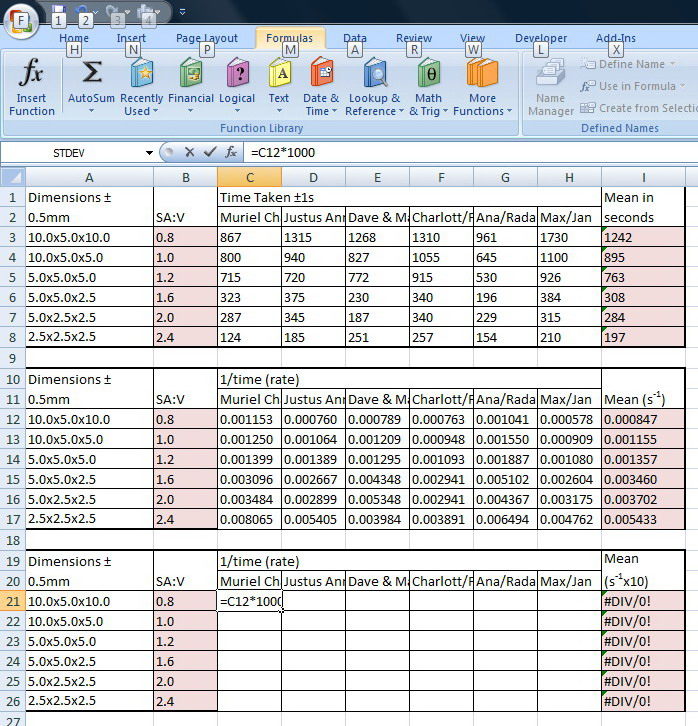 F 1 2 3 4
Home Insert Page Layout Formulas Data Review View Developer Add-Ins
H N P M A R W L X
Insert Function AutoSum Recently Used Financial Logical Text Date & Time Lookup & Reference Math & Trig More Functions Name Manager
Define Name
Use in Formula
Create from Selectio
Function Library Defined Names
STDEV fx =C12*1000
A B C D E F G H I
1 Dimensions ± Time Taken ±1s Mean in
2 0.5mm SA:V Muriel Ch Justus Ann Dave & Ma Charlott/F Ana/Rada Max/Jan seconds
3 10.0x5.0x10.0 0.8 867 1315 1268 1310 961 1730 1242
4 10.0x5.0x5.0 1.0 800 940 827 1055 645 1100 895
5 5.0x5.0x5.0 1.2 715 720 772 915 530 926 763
6 5.0x5.0x2.5 1.6 323 375 230 340 196 384 308
7 5.0x2.5x2.5 2.0 287 345 187 340 229 315 284
8 2.5x2.5x2.5 2.4 124 185 251 257 154 210 197
9
10 Dimensions ± 1/time (rate)
11 0.5mm SA:V Muriel Ch Justus Ann Dave & Ma Charlott/F Ana/Rada Max/Jan Mean (s-1)
12 10.0x5.0x10.0 0.8 0.001153 0.000760 0.000789 0.000763 0.001041 0.000578 0.000847
13 10.0x5.0x5.0 1.0 0.001250 0.001064 0.001209 0.000948 0.001550 0.000909 0.001155
14 5.0x5.0x5.0 1.2 0.001399 0.001389 0.001295 0.001093 0.001887 0.001080 0.001357
15 5.0x5.0x2.5 1.6 0.003096 0.002667 0.004348 0.002941 0.005102 0.002604 0.003460
16 5.0x2.5x2.5 2.0 0.003484 0.002899 0.005348 0.002941 0.004367 0.003175 0.003702
17 2.5x2.5x2.5 2.4 0.008065 0.005405 0.003984 0.003891 0.006494 0.004762 0.005433
18
19 Dimensions ± 1/time (rate) Mean
20 0.5mm SA:V Muriel Ch Justus Ann Dave & Ma Charlott/F Ana/Rada Max/Jan (s-1x10)
21 10.0x5.0x10.0 0.8 =C12*1000 #DIV/0!
22 10.0x5.0x5.0 1.0 #DIV/0!
23 5.0x5.0x5.0 1.2 #DIV/0!
24 5.0x5.0x2.5 1.6 #DIV/0!
25 5.0x2.5x2.5 2.0 #DIV/0!
26 2.5x2.5x2.5 2.4 #DIV/0!
27